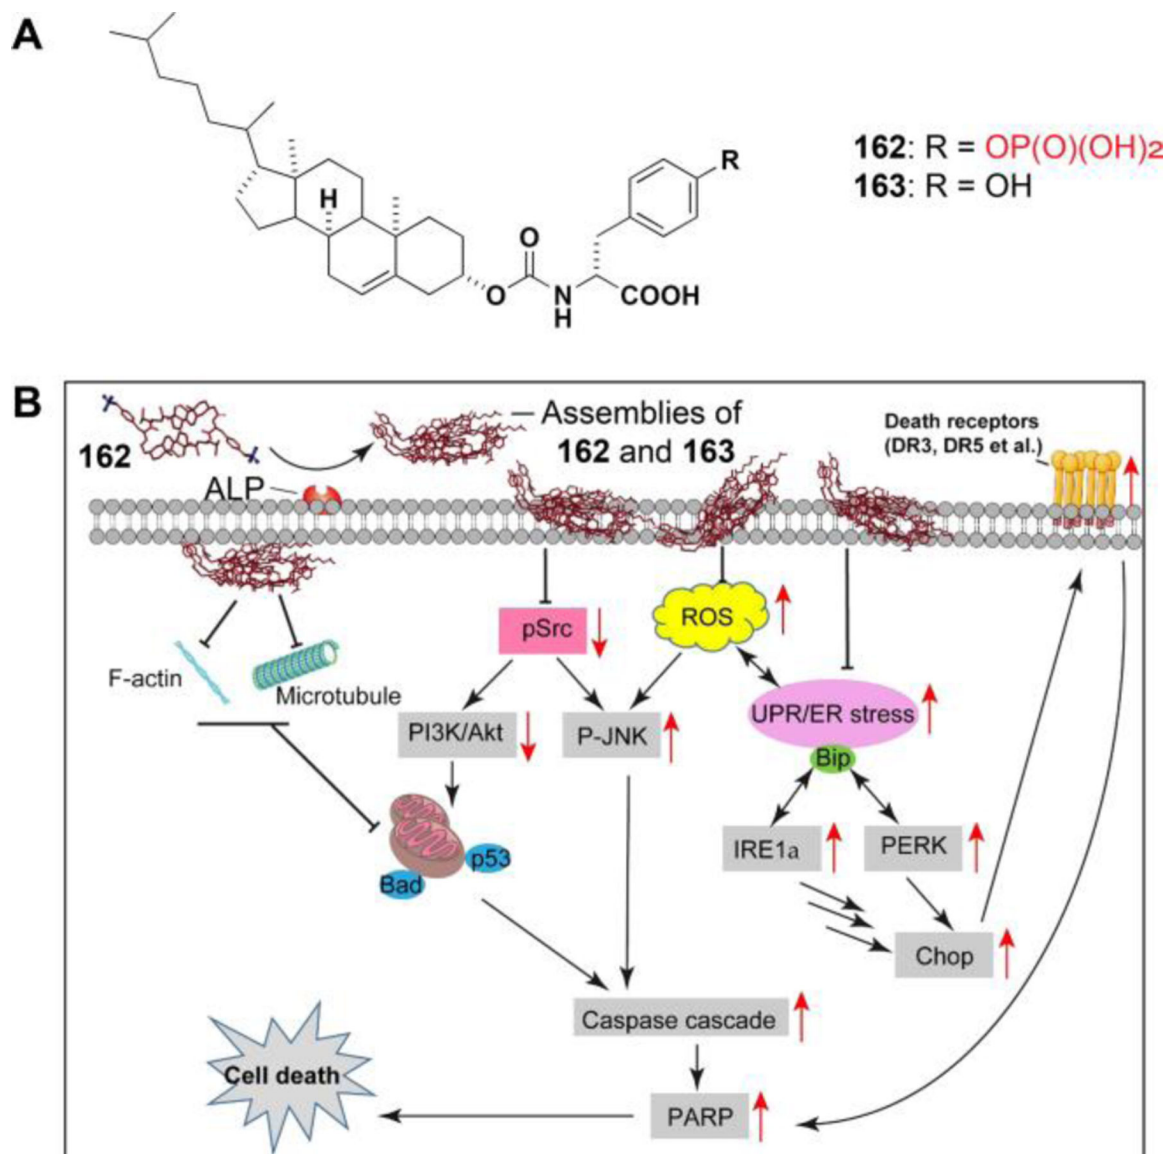 A
R
162: R = OP(O)(OH)2
163: R = OH
H
O
O
N
H
COOH
B
162
Assemblies of
162 and 163
Death receptors
(DR3, DR5 et al.)
ALP
pSrc
ROS
F-actin
Microtubule
PI3K/Akt
P-JNK
UPR/ER stress
Bip
IRE1a
PERK
p53
Bad
Chop
Caspase cascade
Cell death
PARP